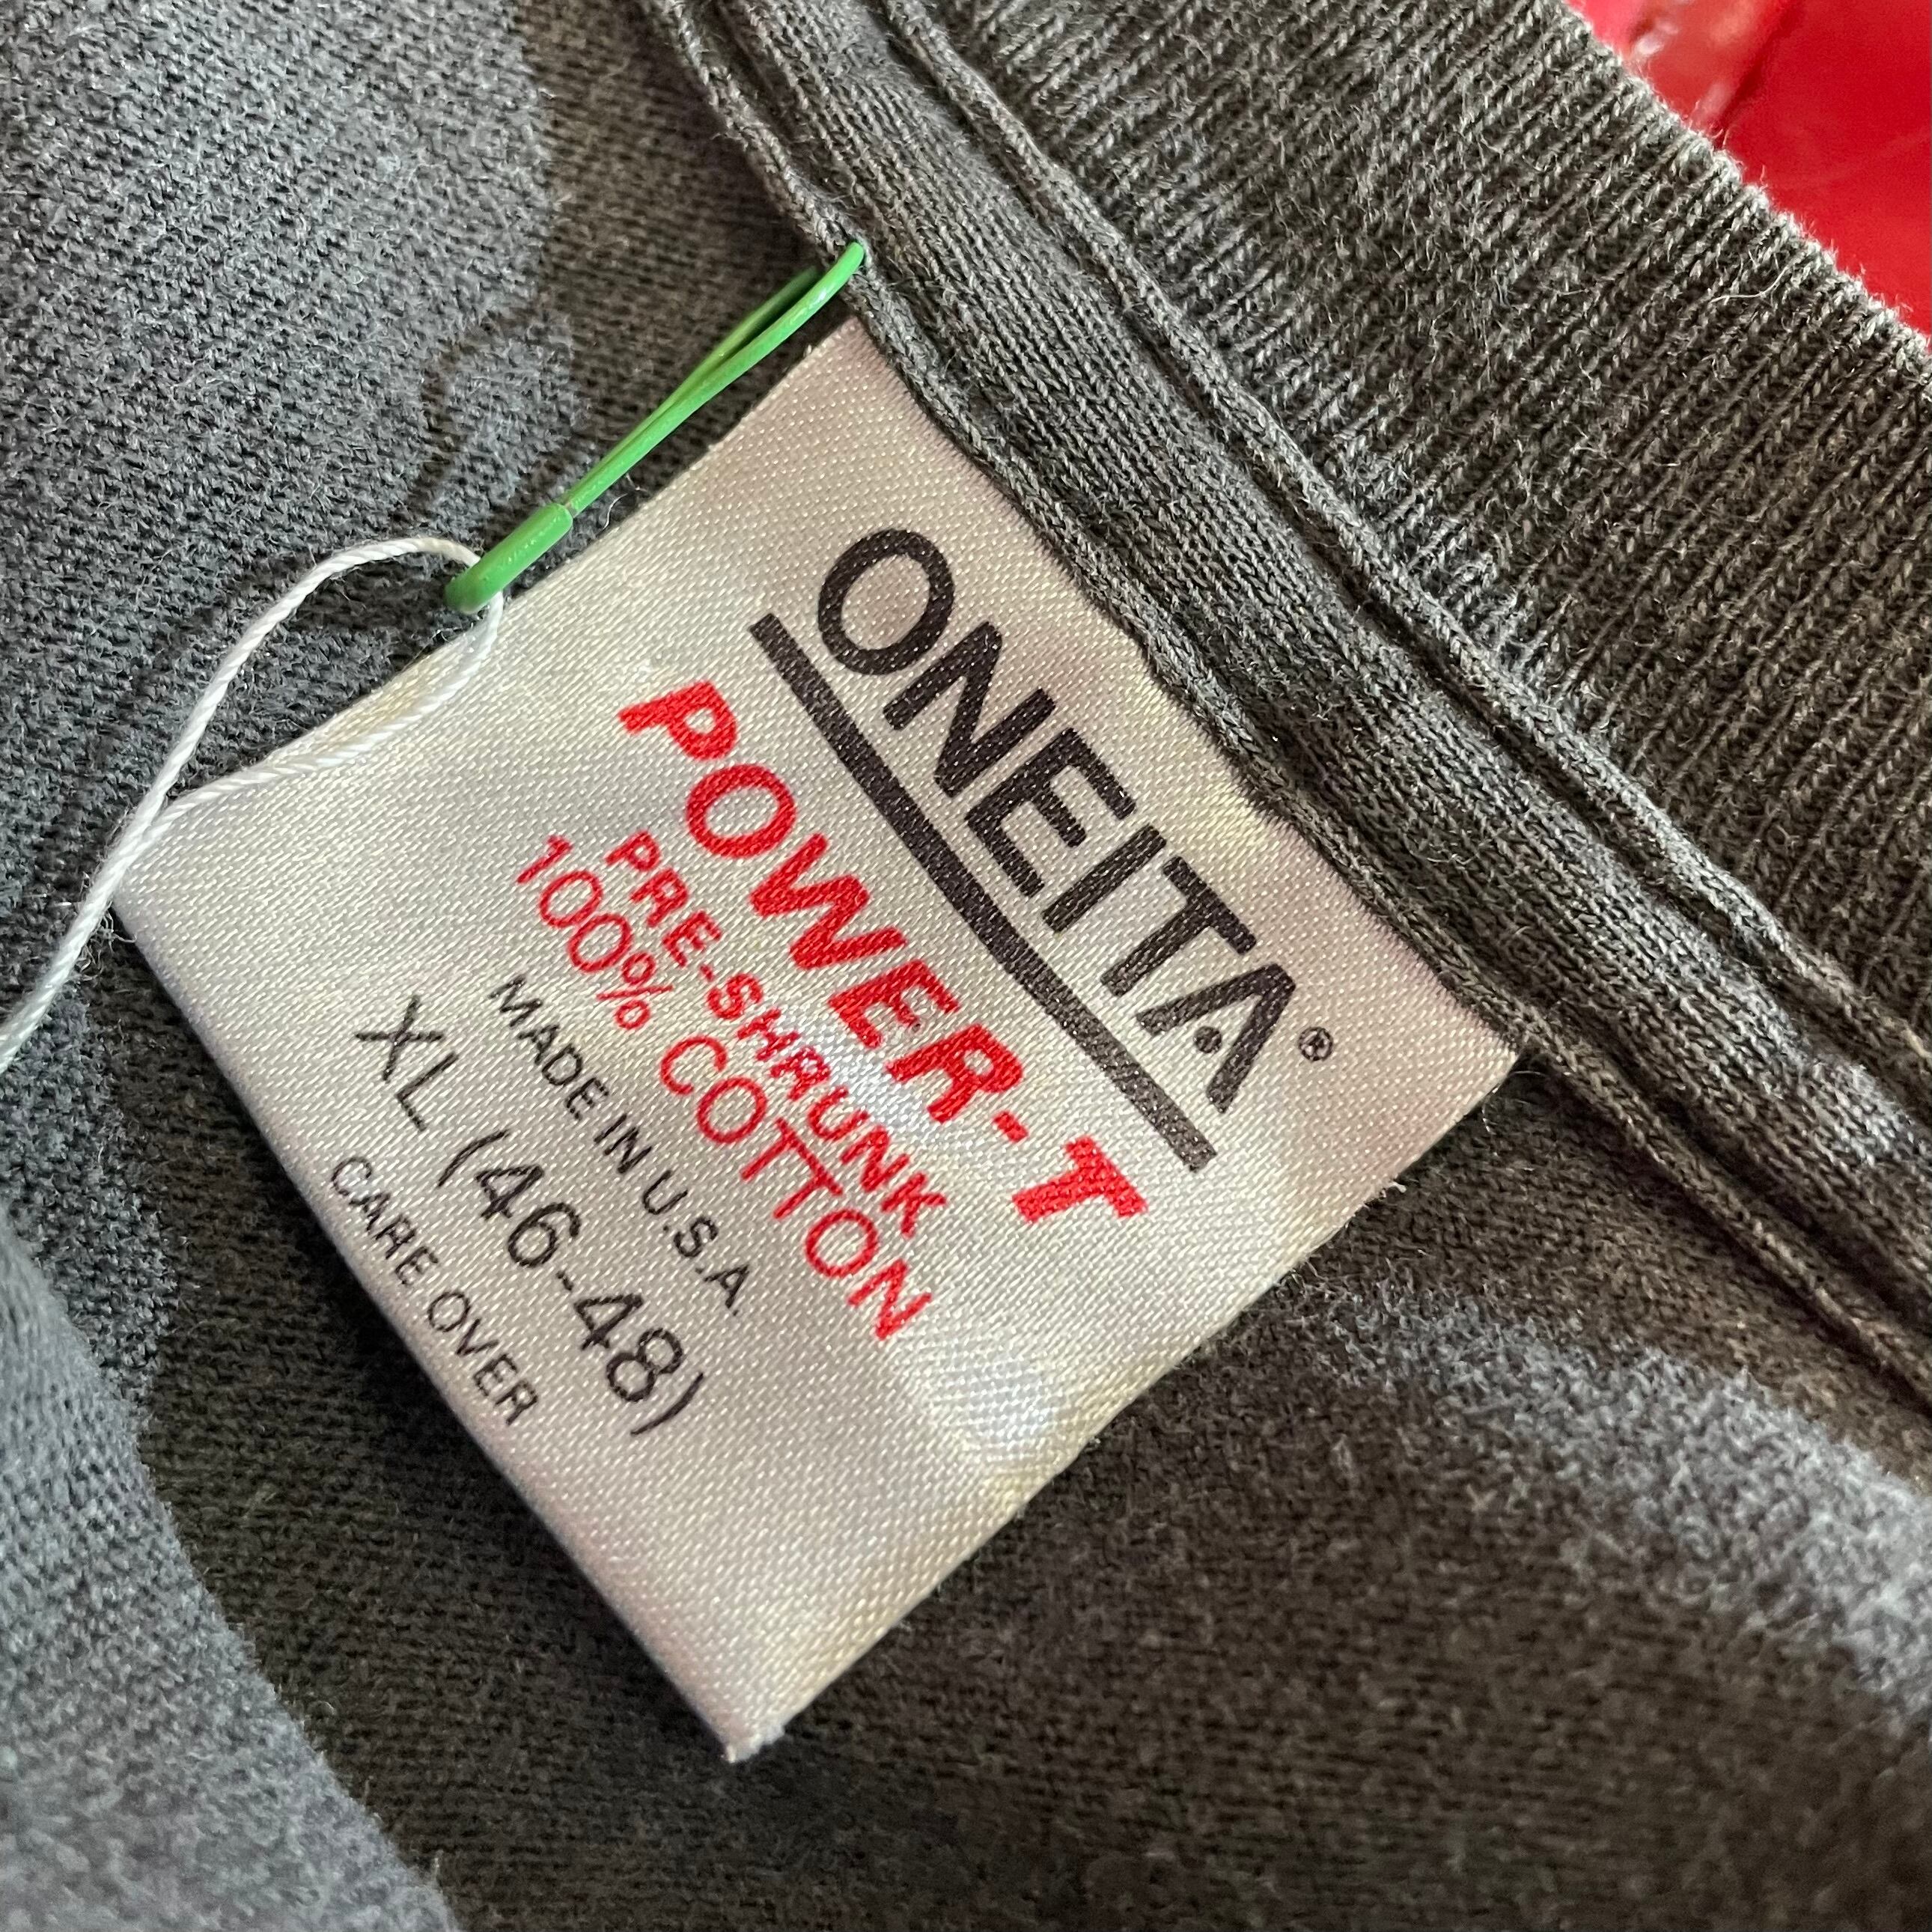 ONEITA®
POWER-T
PRE-SHRUNK
100% COTTON
MADE IN U.S.A.
XL (46-48)
CARE OVER